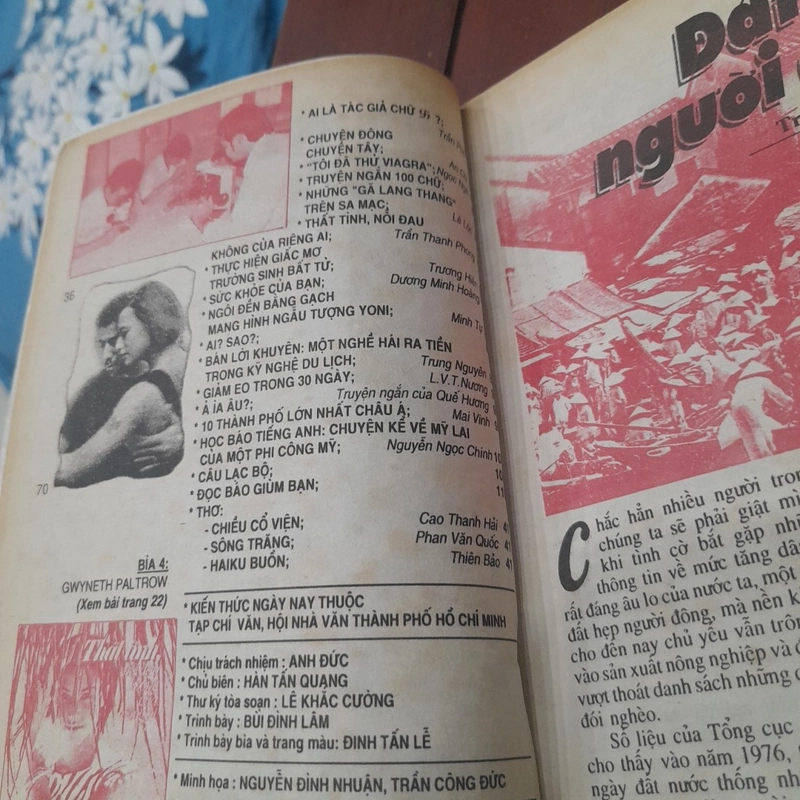 * AI LÀ TÁC GIẢ CHỮ ?;
Trần
* CHUYỆN ĐÔNG
CHUYỆN TÂY;
* "TÔI ĐÃ THỬ VIAGRA"; Ngọc
* TRUYỆN NGẮN 100 CHỮ;
* NHỮNG "GÃ LANG THANG"
TRÊN SA MẠC;
Lê
* THẤT TÌNH, NỖI ĐAU
KHÔNG CỦA RIÊNG AI; Trần Thanh Phong
* THỰC HIỆN GIẤC MƠ
TRƯỜNG SINH BẤT TỬ; Trương
* SỨC KHỎE CỦA BẠN; Dương Minh Hoàng
* NGÔI ĐỀN BẰNG GẠCH
MANG HÌNH NGẪU TƯỢNG YONI; Minh
* AI? SAO?;
* BÀN LỜI KHUYÊN: MỘT NGHỀ HÁI RA TIỀN
TRONG KỸ NGHỆ DU LỊCH; Trung Nguyên
* GIẢM EO TRONG 30 NGÀY; L.V.T.Nương
* À IA ÂU?; Truyện ngắn của Quế Hương
* 10 THÀNH PHỐ LỚN NHẤT CHÂU Á; Mai Vinh
* HỌC BÁO TIẾNG ANH: CHUYỆN KỂ VỀ MỸ LAI
CỦA MỘT PHI CÔNG MỸ; Nguyễn Ngọc Chinh
* CÂU LẠC BỘ;
* ĐỌC BÁO GIÙM BẠN;
* THƠ:
- CHIỀU CỔ VIỆN; Cao Thanh Hải
- SÔNG TRĂNG; Phan Văn Quốc
- HAIKU BUỒN; Thiên Bảo
36
70
BÌA 4:
GWYNETH PALTROW
(Xem bài trang 22)
* KIẾN THỨC NGÀY NAY THUỘC
TẠP CHÍ VĂN, HỘI NHÀ VĂN THÀNH PHỐ HỒ CHÍ MINH
* Chịu trách nhiệm : ANH ĐỨC
* Chủ biên : HÀN TẤN QUANG
* Thư ký tòa soạn : LÊ KHẮC CƯỜNG
* Trình bày : BÙI ĐÌNH LÂM
* Trình bày bìa và trang màu: ĐINH TẤN LỄ
* Minh họa : NGUYỄN ĐÌNH NHUẬN, TRẦN CÔNG ĐỨC
người
Chắc hẳn nhiều người
chúng ta sẽ phải giật
khi tình cờ bắt gặp
thông tin về mức tăng
rất đáng âu lo của nước ta, một
đất hẹp người đông, mà nền
cho đến nay chủ yếu vẫn
vào sản xuất nông nghiệp và
vượt thoát danh sách những
đói nghèo.
Số liệu của Tổng cục
cho thấy vào năm 1976,
ngày đất nước thống